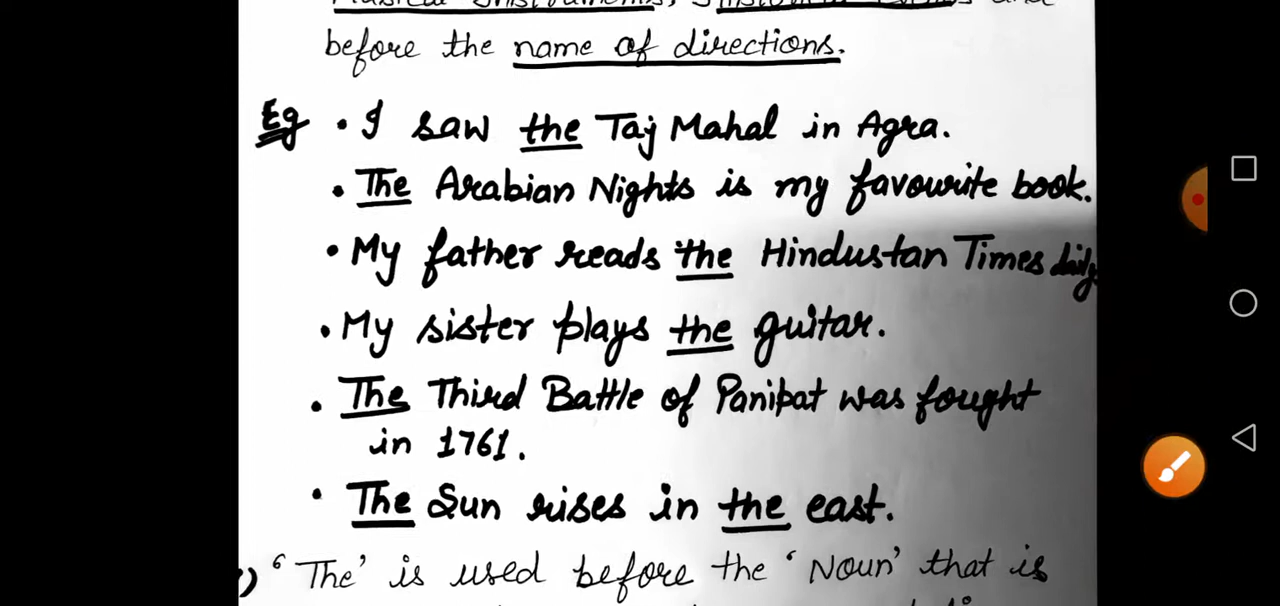 before the name of directions.
Eg • I saw the Taj Mahal in Agra.
• The Arabian Nights is my favourite book.
• My father reads the Hindustan Times daily
• My sister plays the guitar.
• The Third Battle of Panipat was fought
in 1761.
• The Sun rises in the east.
'The' is used before the 'Noun' that is